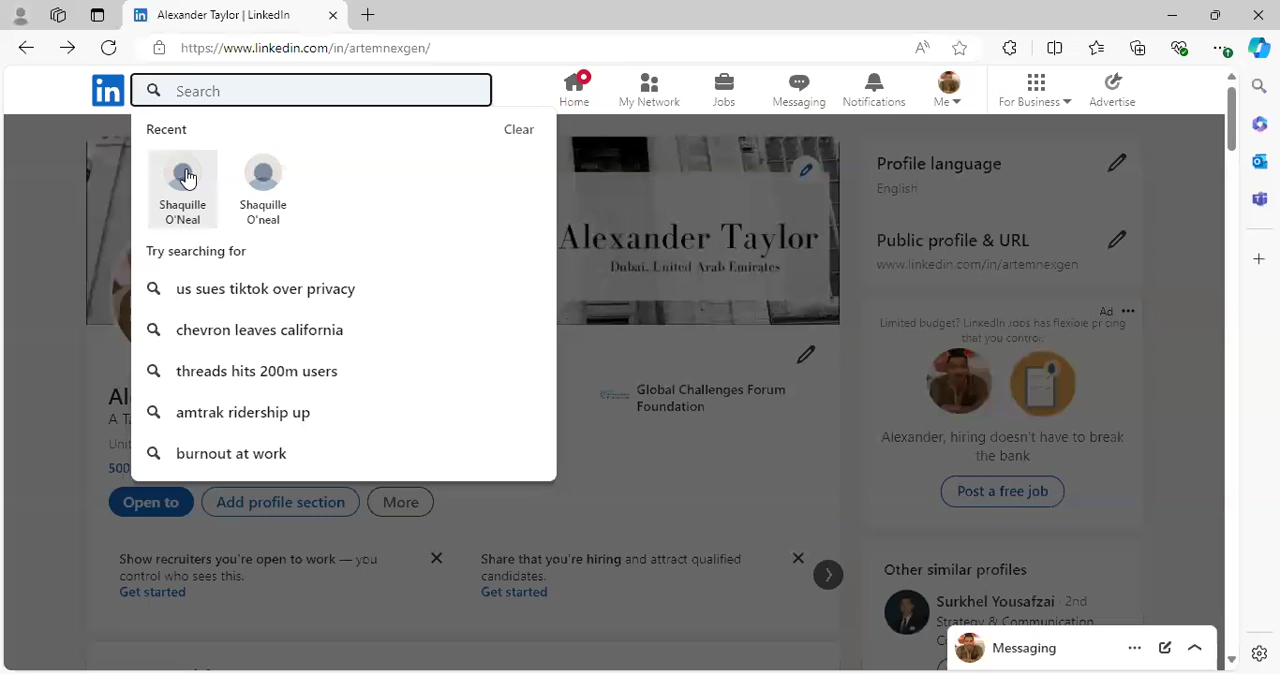 Alexander Taylor | LinkedIn
https://www.linkedin.com/in/artemnexgen/
in
Search
Home
My Network
Jobs
Messaging
Notifications
Me
For Business
Advertise
Recent
Clear
Shaquille
O'Neal
Shaquille
O'neal
Try searching for
us sues tiktok over privacy
chevron leaves california
threads hits 200m users
amtrak ridership up
burnout at work
Alexander Taylor
Dubai, United Arab Emirates
Al
A Ta
Unit
500
Global Challenges Forum
Foundation
Open to
Add profile section
More
Show recruiters you're open to work — you
control who sees this.
Get started
Share that you're hiring and attract qualified
candidates.
Get started
Profile language
English
Public profile & URL
www.linkedin.com/in/artemnexgen
Ad
Limited budget? LinkedIn Jobs has flexible pricing
that you control.
Alexander, hiring doesn't have to break
the bank
Post a free job
Other similar profiles
Surkhel Yousafzai · 2nd
Strategy & Communication
Messaging